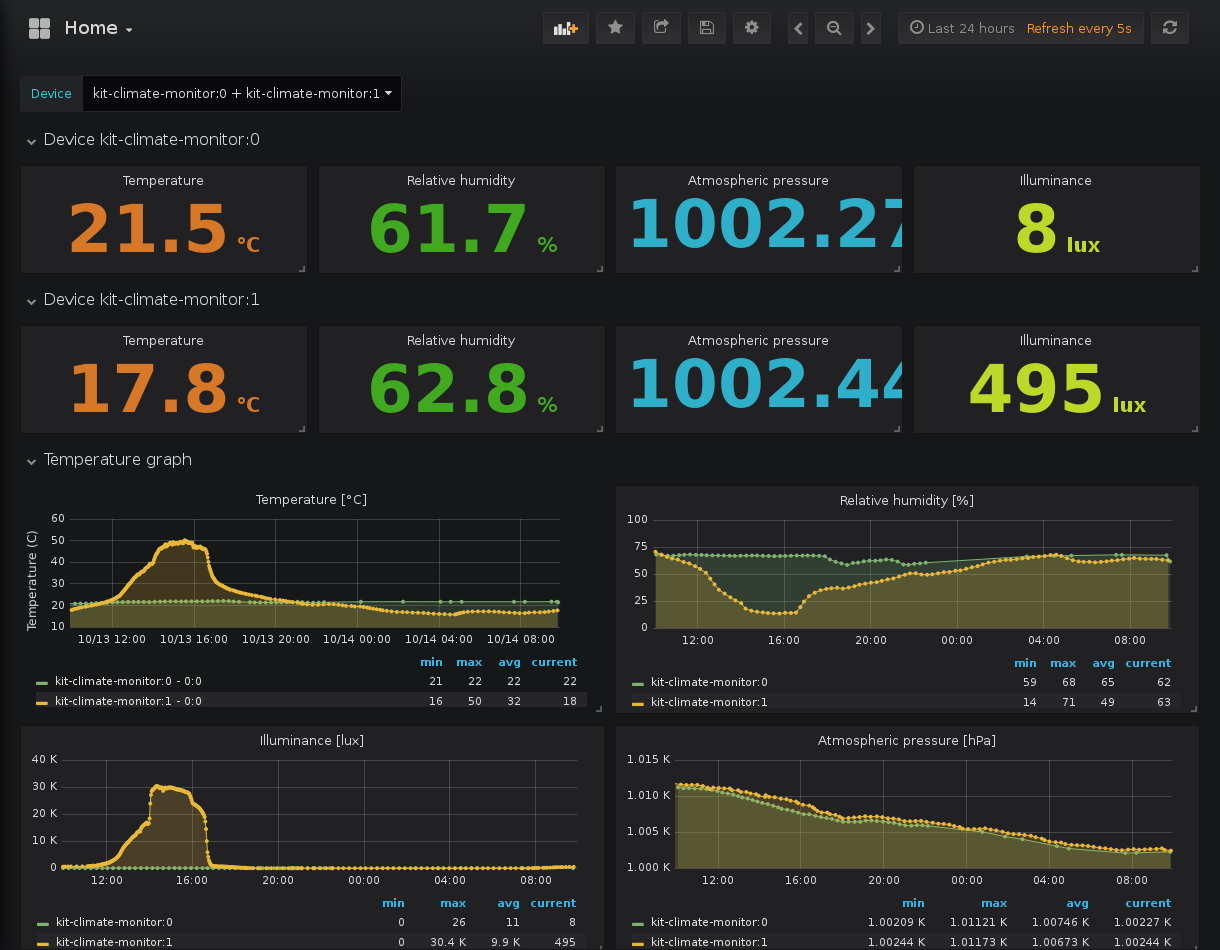 Home
Last 24 hours Refresh every 5s
Device kit-climate-monitor:0 + kit-climate-monitor:1
Device kit-climate-monitor:0
Temperature Relative humidity Atmospheric pressure Illuminance
21.5 °C 61.7 % 1002.27 8 lux
Device kit-climate-monitor:1
Temperature Relative humidity Atmospheric pressure Illuminance
17.8 °C 62.8 % 1002.44 495 lux
Temperature graph
Temperature [°C]
Temperature (C)
60
50
40
30
20
10
10/13 12:00 10/13 16:00 10/13 20:00 10/14 00:00 10/14 04:00 10/14 08:00
min max avg current
kit-climate-monitor:0 - 0:0 21 22 22 22
kit-climate-monitor:1 - 0:0 16 50 32 18
Relative humidity [%]
100
75
50
25
0
12:00 16:00 20:00 00:00 04:00 08:00
min max avg current
kit-climate-monitor:0 59 68 65 62
kit-climate-monitor:1 14 71 49 63
Illuminance [lux]
40 K
30 K
20 K
10 K
0
12:00 16:00 20:00 00:00 04:00 08:00
min max avg current
kit-climate-monitor:0 0 26 11 8
kit-climate-monitor:1 0 30.4 K 9.9 K 495
Atmospheric pressure [hPa]
1.015 K
1.010 K
1.005 K
1.000 K
12:00 16:00 20:00 00:00 04:00 08:00
min max avg current
kit-climate-monitor:0 1.00209 K 1.01121 K 1.00746 K 1.00227 K
kit-climate-monitor:1 1.00244 K 1.01173 K 1.00673 K 1.00244 K